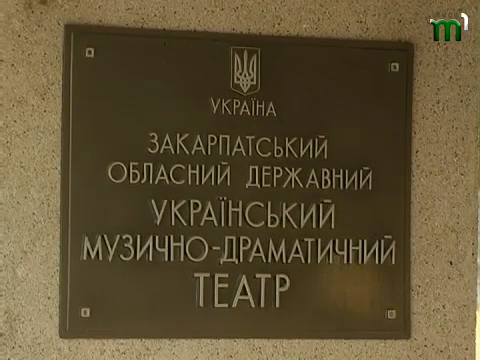 УКРАЇНА
ЗАКАРПАТСЬКИЙ
ОБЛАСНИЙ ДЕРЖАВНИЙ
УКРАЇНСЬКИЙ
МУЗИЧНО-ДРАМАТИЧНИЙ
ТЕАТР